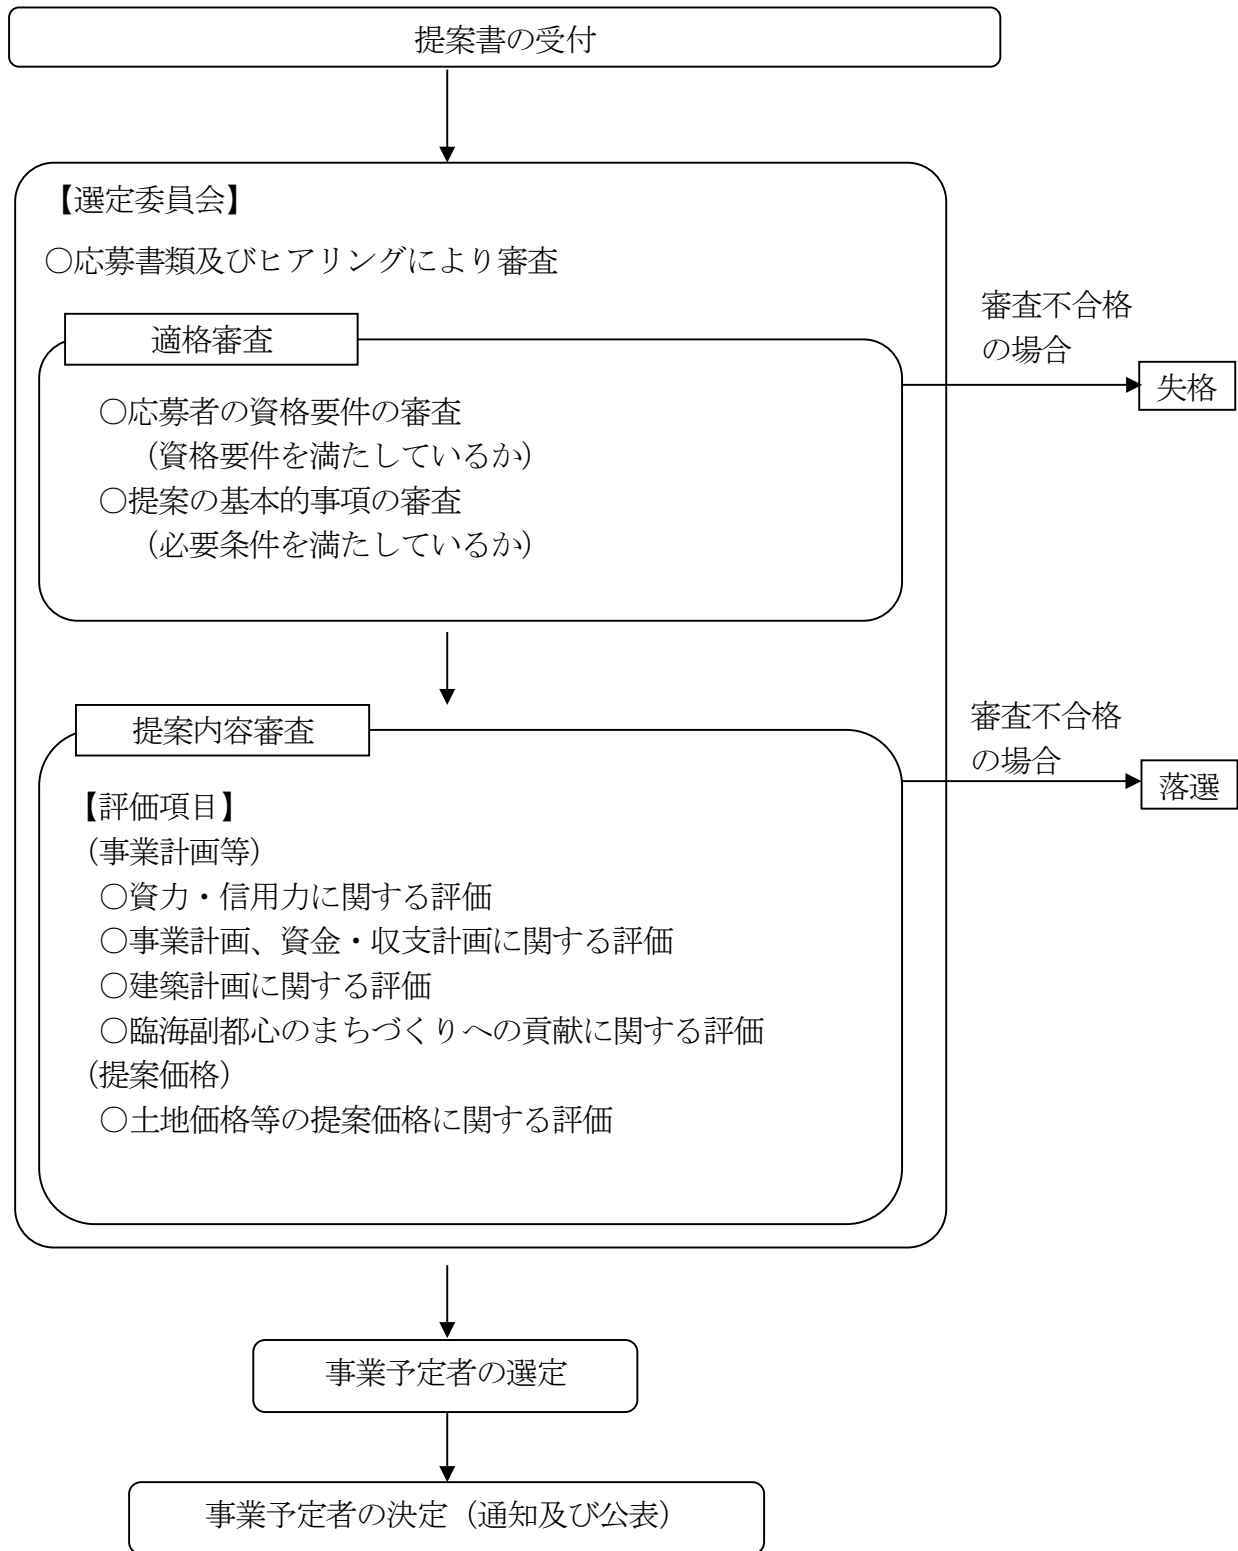 提案書の受付
【選定委員会】
○応募書類及びヒアリングにより審査
適格審査
○応募者の資格要件の審査
（資格要件を満たしているか）
○提案の基本的事項の審査
（必要条件を満たしているか）
審査不合格
の場合
失格
提案内容審査
【評価項目】
（事業計画等）
○資力・信用力に関する評価
○事業計画、資金・収支計画に関する評価
○建築計画に関する評価
○臨海副都心のまちづくりへの貢献に関する評価
（提案価格）
○土地価格等の提案価格に関する評価
審査不合格
の場合
落選
事業予定者の選定
事業予定者の決定（通知及び公表）